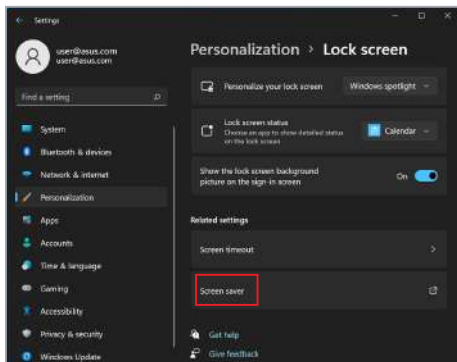 Settings
user@asus.com
user@asus.com
Find a setting
System
Bluetooth & devices
Network & internet
Personalization
Apps
Accounts
Time & language
Gaming
Accessibility
Privacy & security
Windows Update
Personalization > Lock screen
Personalize your lock screen
Windows spotlight
Lock screen status
Choose an app to show detailed status
on the lock screen
Calendar
Show the lock screen background
picture on the sign-in screen
On
Related settings
Screen timeout
Screen saver
Get help
Give feedback